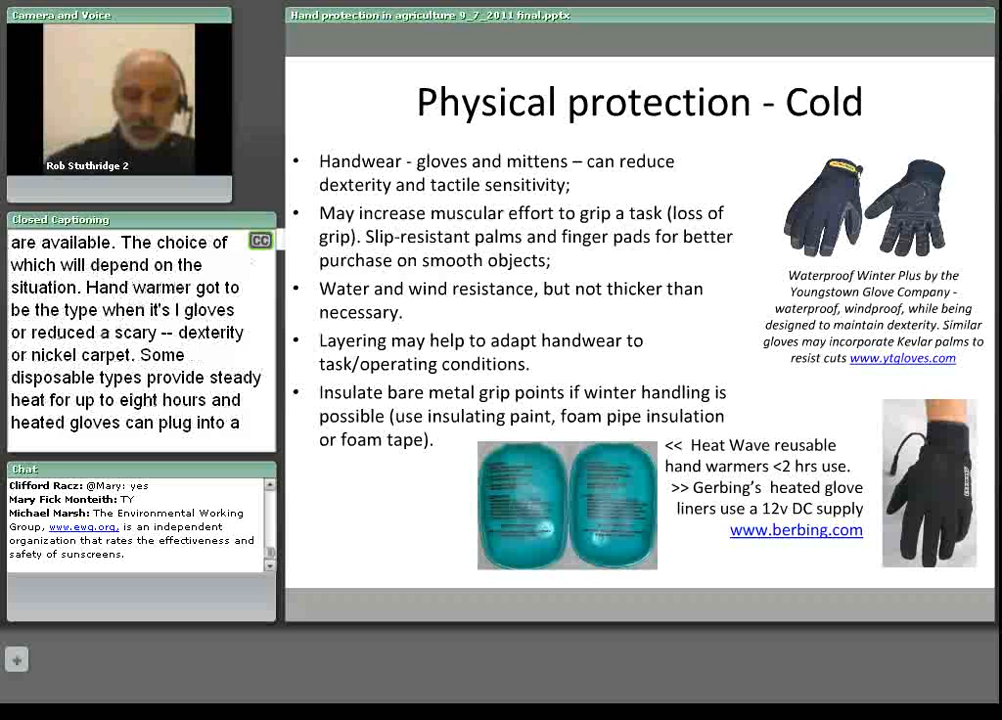 Camera and Voice
Rob Stuthridge 2
Closed Captioning
CC
are available. The choice of
which will depend on the
situation. Hand warmer got to
be the type when it's I gloves
or reduced a scary -- dexterity
or nickel carpet. Some
disposable types provide steady
heat for up to eight hours and
heated gloves can plug into a
Chat
Clifford Racz: @Mary: yes
Mary Fick Monteith: TY
Michael Marsh: The Environmental Working
Group, www.ewg.org, is an independent
organization that rates the effectiveness and
safety of sunscreens.
Hand protection in agriculture 9_7_2011 final.pptx
Physical protection - Cold
• Handwear - gloves and mittens – can reduce
dexterity and tactile sensitivity;
• May increase muscular effort to grip a task (loss of
grip). Slip-resistant palms and finger pads for better
purchase on smooth objects;
• Water and wind resistance, but not thicker than
necessary.
• Layering may help to adapt handwear to
task/operating conditions.
• Insulate bare metal grip points if winter handling is
possible (use insulating paint, foam pipe insulation
or foam tape).
Waterproof Winter Plus by the
Youngstown Glove Company -
waterproof, windproof, while being
designed to maintain dexterity. Similar
gloves may incorporate Kevlar palms to
resist cuts www.ytgloves.com
<< Heat Wave reusable
hand warmers <2 hrs use.
>> Gerbing's heated glove
liners use a 12v DC supply
www.berbing.com